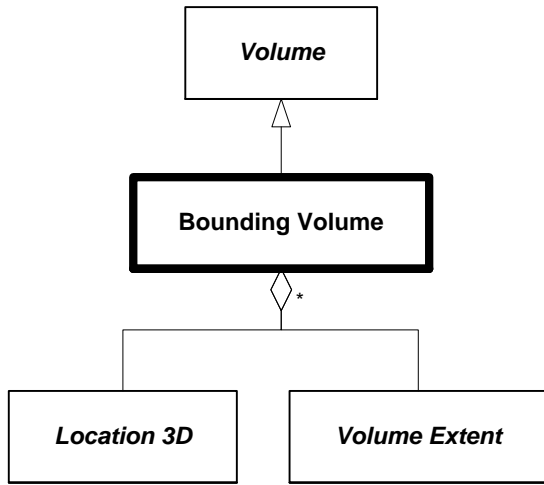 Volume
Bounding Volume
*
Location 3D
Volume Extent